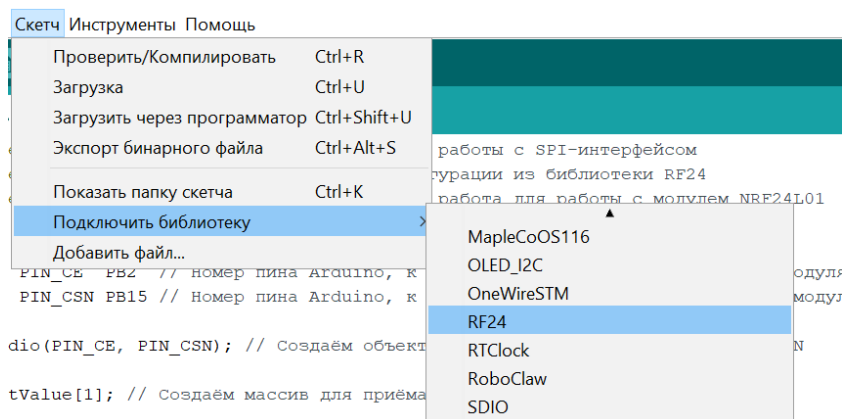 Скетч Инструменты Помощь
Проверить/Компилировать Ctrl+R
Загрузка Ctrl+U
Загрузить через программатор Ctrl+Shift+U
Экспорт бинарного файла Ctrl+Alt+S
работы с SPI-интерфейсом
из библиотеки RF24
Показать папку скетча Ctrl+K
работа для работы с модулем NRF24L01
Подключить библиотеку
Добавить файл...
MapleCoOS116
OLED_I2C
PIN_CE PB2 // Номер пина Arduino, к
OneWireSTM
PIN_CSN PB15 // Номер пина Arduino, к
RF24
dio(PIN_CE, PIN_CSN); // Создаём объект N
RTClock
RoboClaw
tValue[1]; // Создаём массив для приёма
SDIO